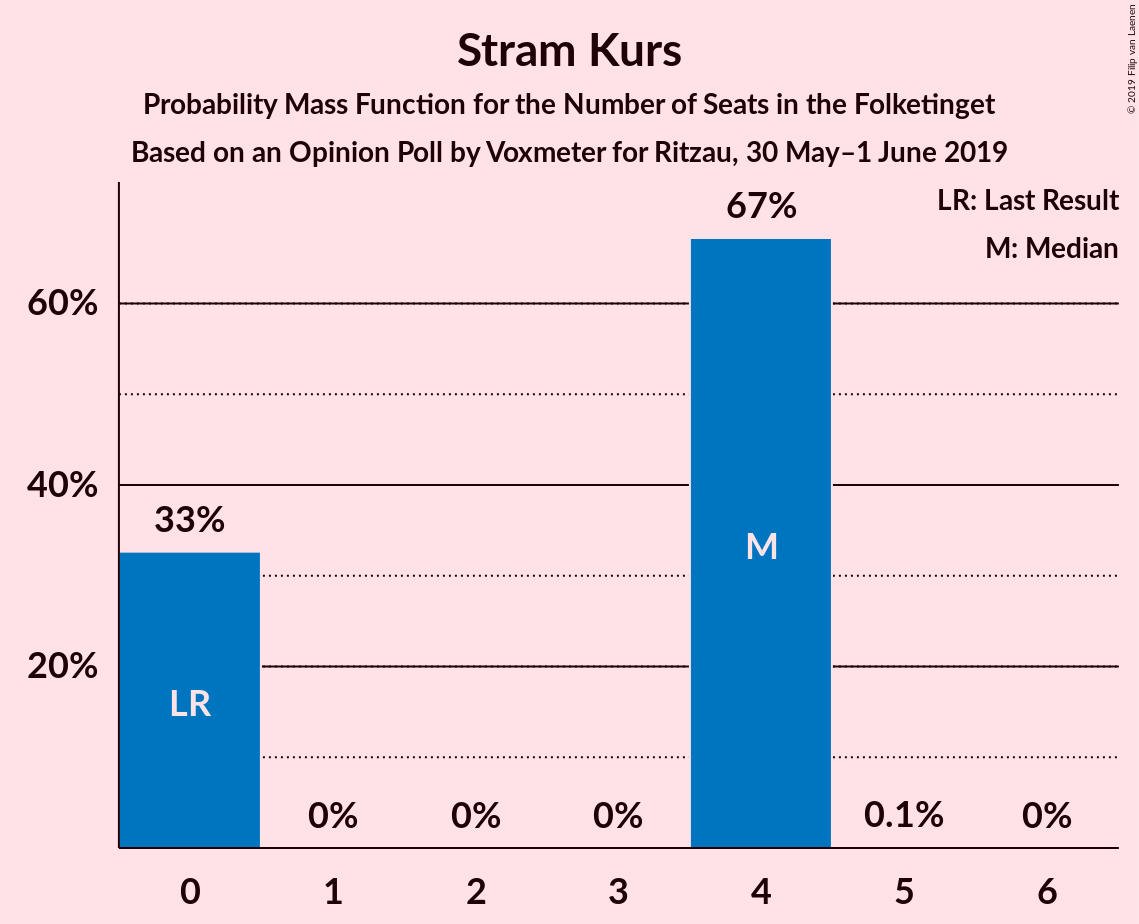 Stram Kurs
Probability Mass Function for the Number of Seats in the Folketinget
Based on an Opinion Poll by Voxmeter for Ritzau, 30 May–1 June 2019
© 2019 Filip van Laenen
LR: Last Result
M: Median
67%
60%
40%
33%
M
20%
LR
0%
0%
0%
0.1%
0%
0
1
2
3
4
5
6